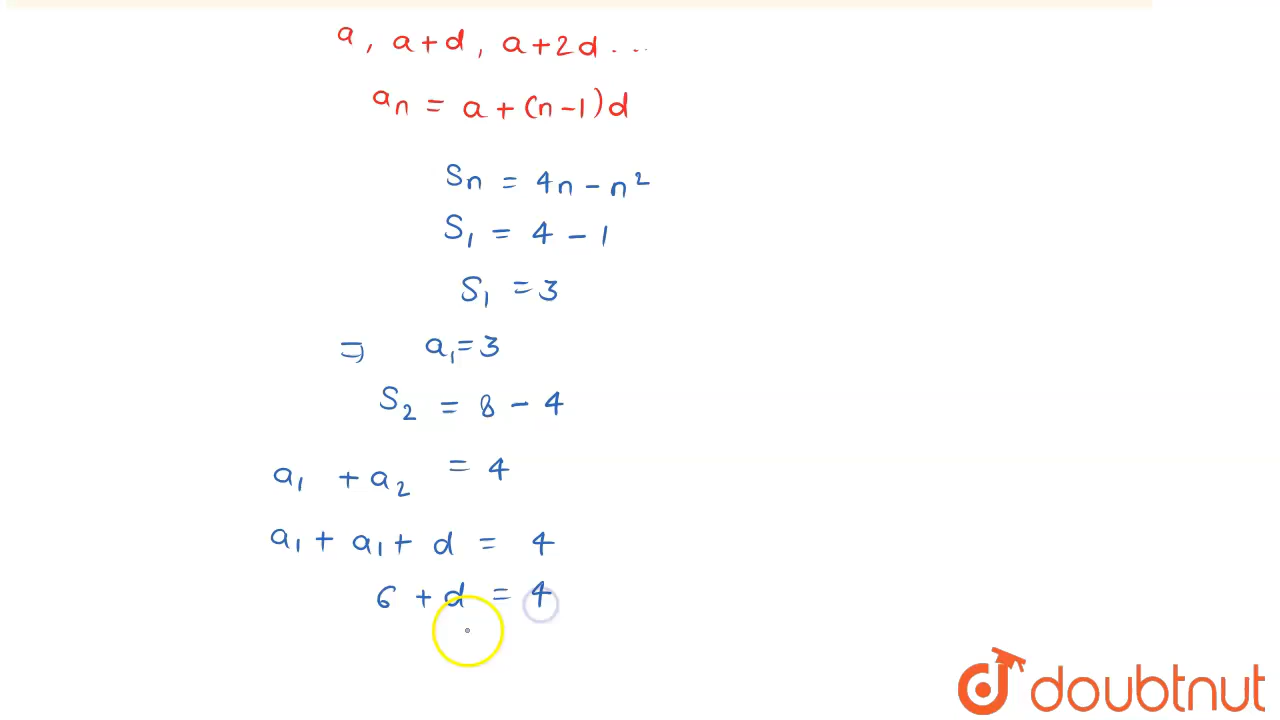 a, a+d, a+2d...
aₙ = a+(n-1)d
Sₙ = 4n-n²
S₁ = 4-1
S₁ = 3
⇒ a₁=3
S₂ = 8-4
a₁ + a₂ = 4
a₁ + a₁ + d = 4
6 + d = 4
doubtnut